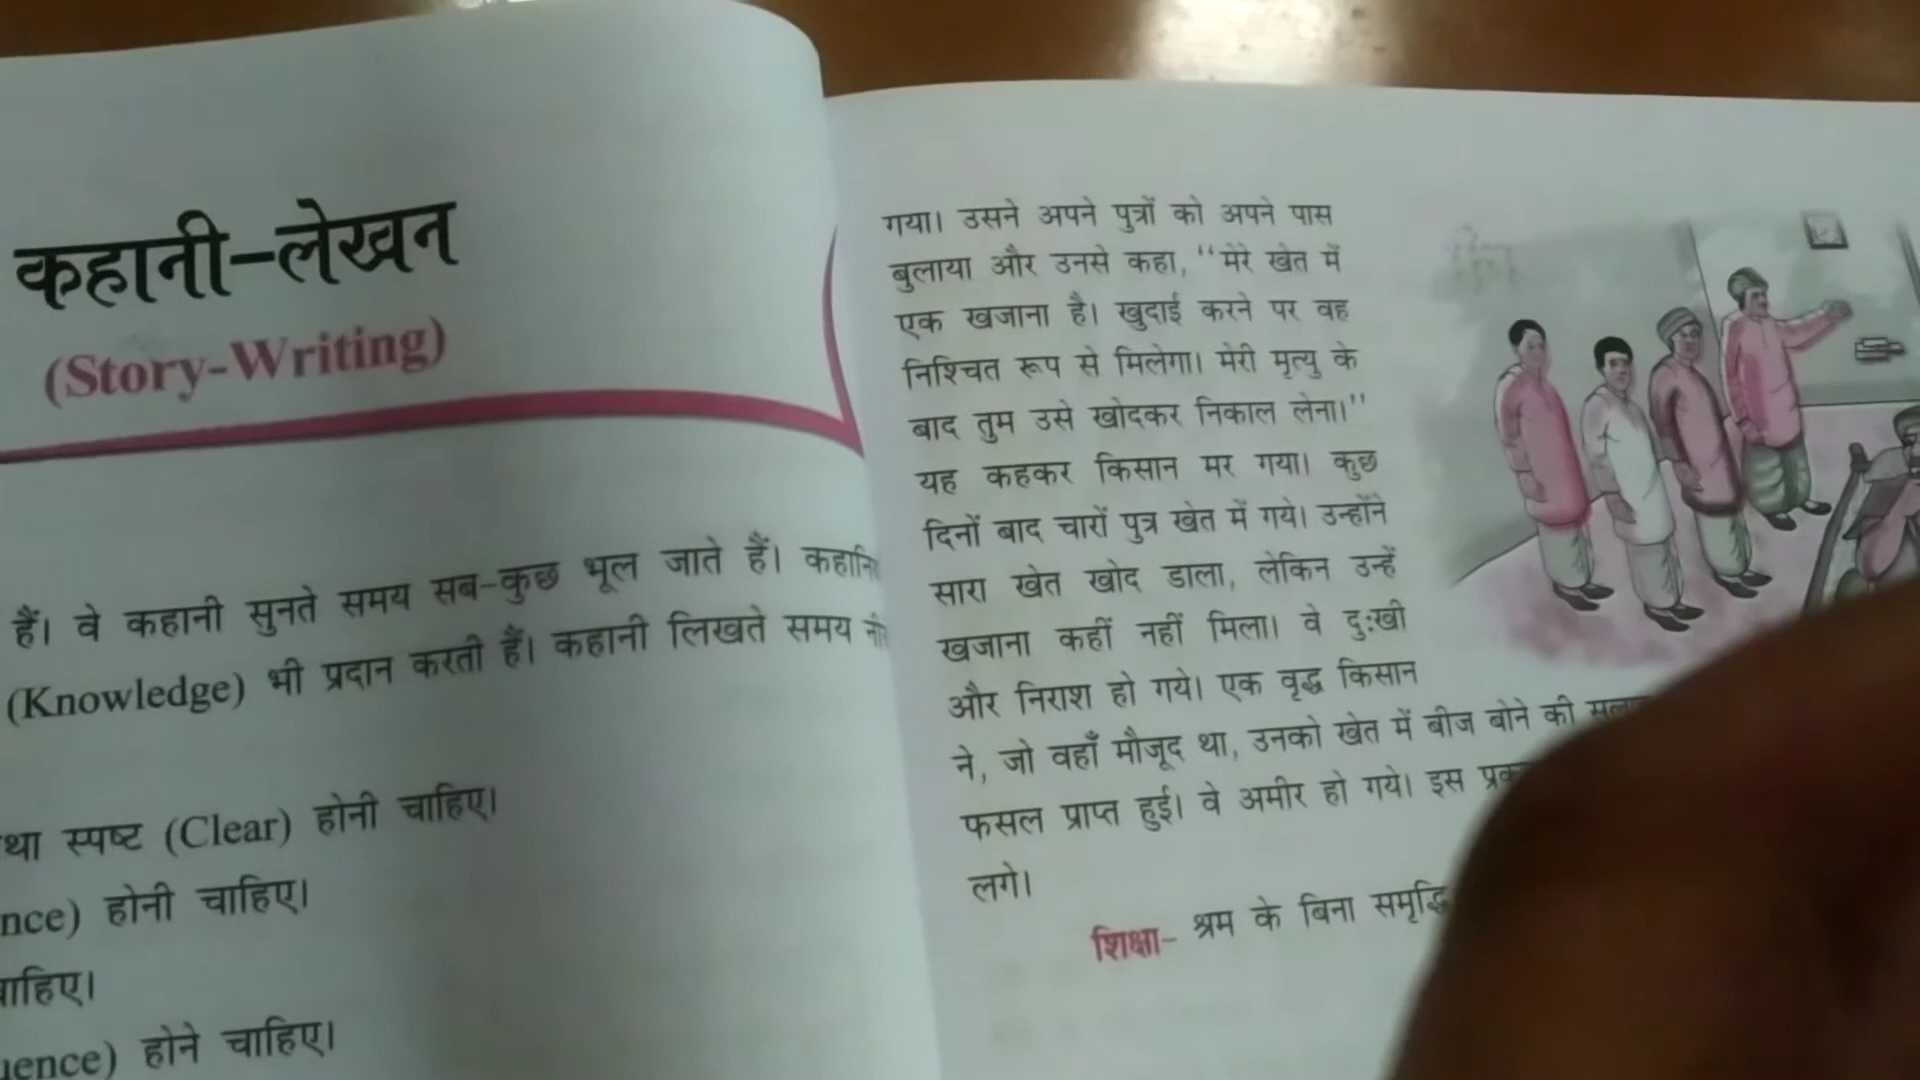 कहानी-लेखन
(Story-Writing)
हैं। वे कहानी सुनते समय सब-कुछ भूल जाते हैं।
(Knowledge) भी प्रदान करती हैं। कहानी लिखते समय
स्पष्ट (Clear) होनी चाहिए।
होनी चाहिए।
होने चाहिए।
गया। उसने अपने पुत्रों को अपने पास
बुलाया और उनसे कहा, “मेरे खेत में
एक खजाना है। खुदाई करने पर वह
निश्चित रूप से मिलेगा। मेरी मृत्यु के
बाद तुम उसे खोदकर निकाल लेना।”
यह कहकर किसान मर गया। कुछ
दिनों बाद चारों पुत्र खेत में गये। उन्होंने
सारा खेत खोद डाला, लेकिन उन्हें
खजाना कहीं नहीं मिला। वे दुःखी
और निराश हो गये। एक वृद्ध किसान
ने, जो वहाँ मौजूद था, उनको खेत में बीज बोने की
फसल प्राप्त हुई। वे अमीर हो गये। इस
लगे।
शिक्षा- श्रम के बिना समृद्धि